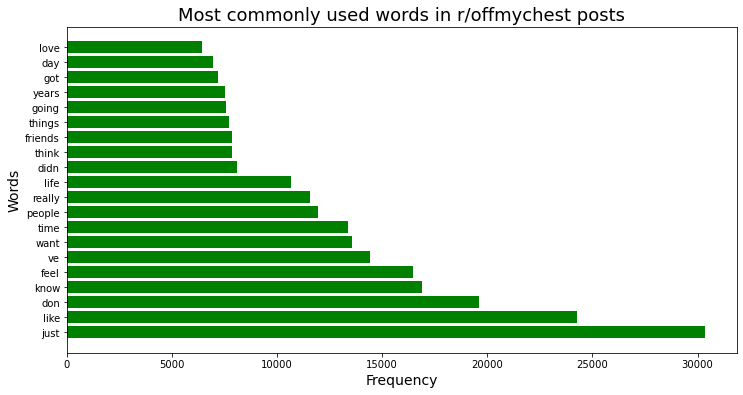 Most commonly used words in r/offmychest posts
love
day
got
years
going
things
friends
think
didn
life
really
people
time
want
ve
feel
know
don
like
just
Words
0 5000 10000 15000 20000 25000 30000
Frequency